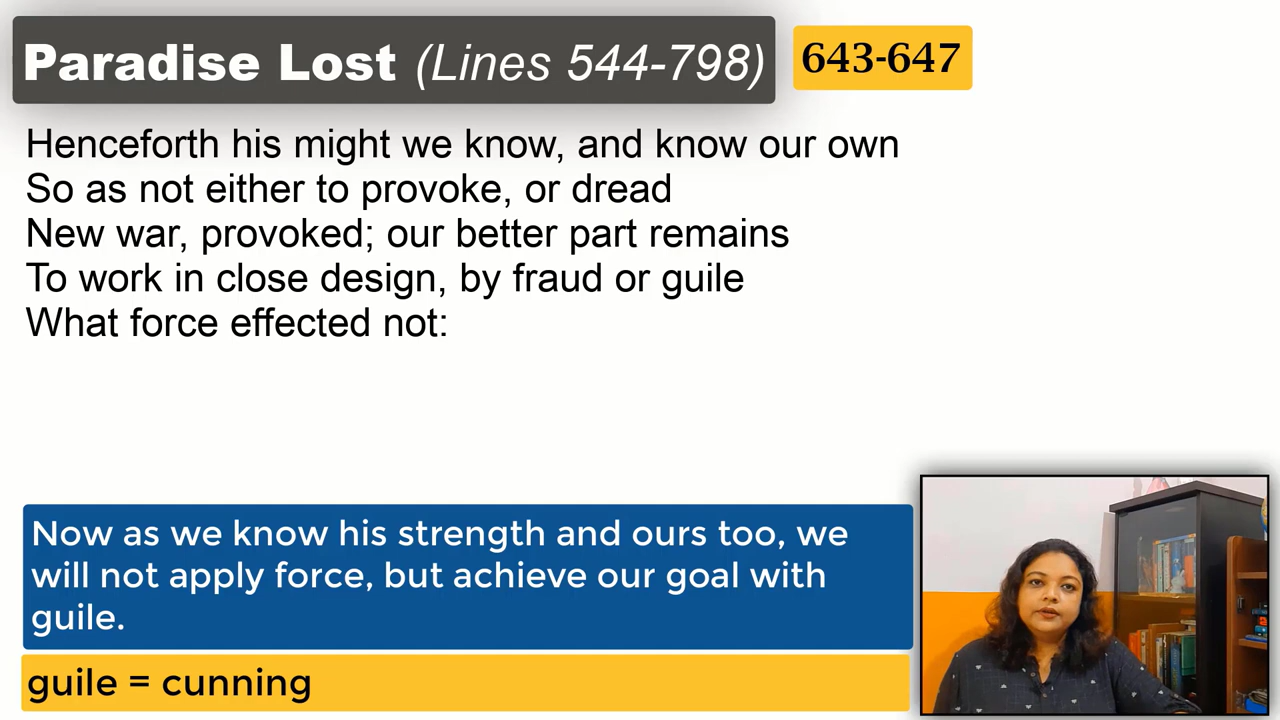 Paradise Lost (Lines 544-798) 643-647
Henceforth his might we know, and know our own
So as not either to provoke, or dread
New war, provoked; our better part remains
To work in close design, by fraud or guile
What force effected not:
Now as we know his strength and ours too, we
will not apply force, but achieve our goal with
guile.
guile = cunning